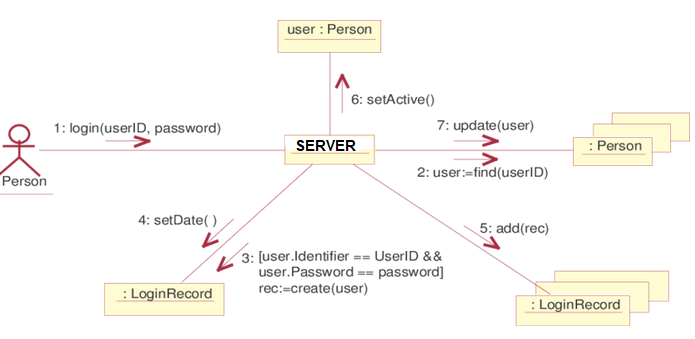 user : Person
6: setActive()
1: login(userID, password)
7: update(user)
SERVER
: Person
Person
2: user:=find(userID)
4: setDate( )
5: add(rec)
3: [user.Identifier == UserID &&
user.Password == password]
rec:=create(user)
: LoginRecord
: LoginRecord